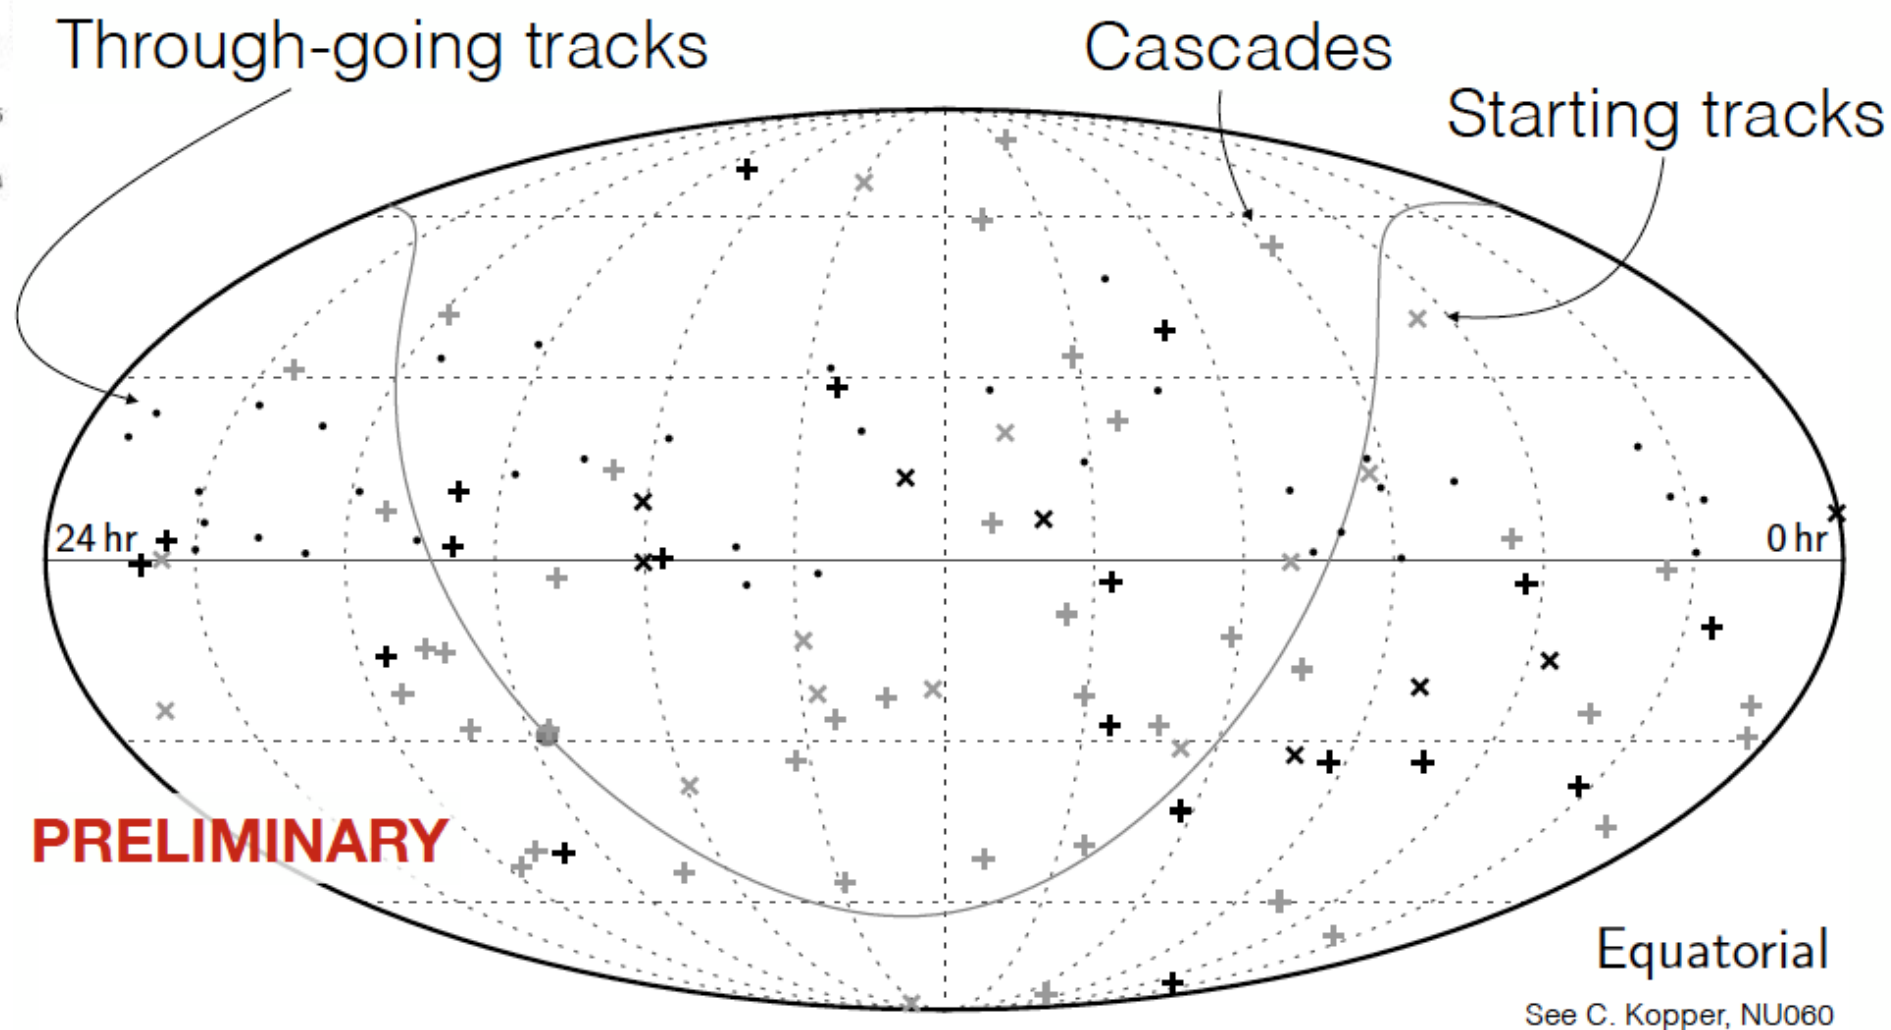 Through-going tracks
Cascades
Starting tracks
24 hr
0 hr
PRELIMINARY
Equatorial
See C. Kopper, NU060